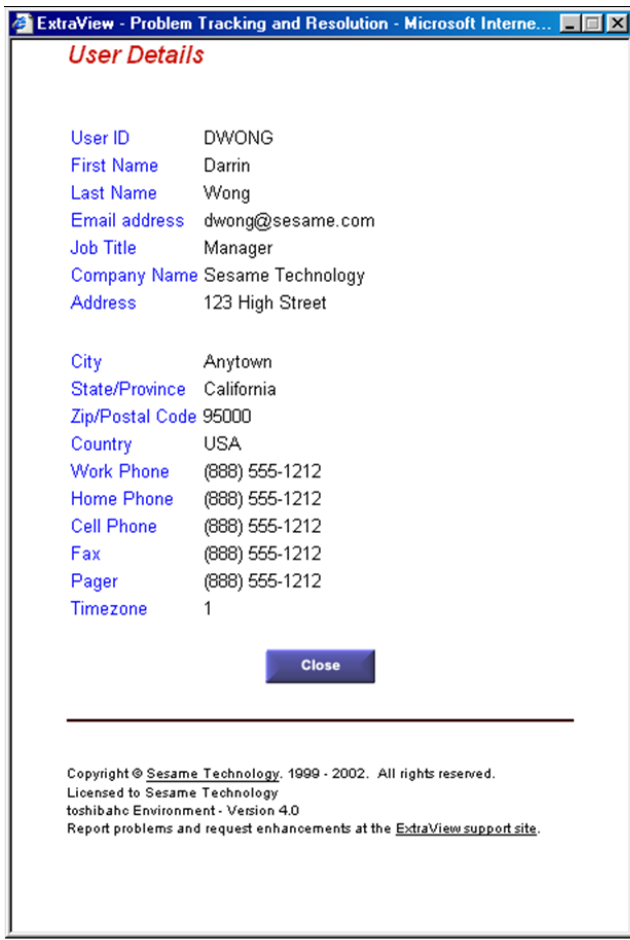 ExtraView - Problem Tracking and Resolution - Microsoft Interne...
User Details
User ID DWONG
First Name Darrin
Last Name Wong
Email address dwong@sesame.com
Job Title Manager
Company Name Sesame Technology
Address 123 High Street
City Anytown
State/Province California
Zip/Postal Code 95000
Country USA
Work Phone (888) 555-1212
Home Phone (888) 555-1212
Cell Phone (888) 555-1212
Fax (888) 555-1212
Pager (888) 555-1212
Timezone 1
Close
Copyright © Sesame Technology. 1999 - 2002. All rights reserved.
Licensed to Sesame Technology
toshibahc Environment - Version 4.0
Report problems and request enhancements at the ExtraView support site.